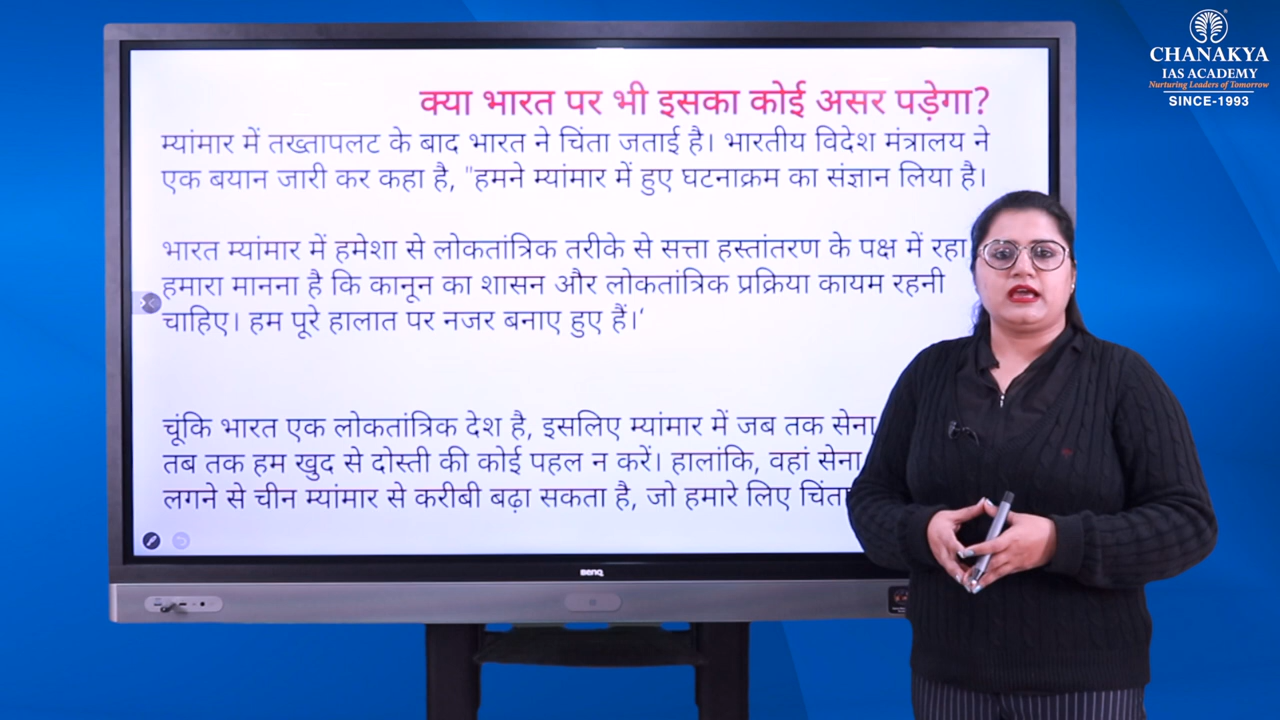 क्या भारत पर भी इसका कोई असर पड़ेगा?
म्यांमार में तख्तापलट के बाद भारत ने चिंता जताई है। भारतीय विदेश मंत्रालय ने
एक बयान जारी कर कहा है, "हमने म्यांमार में हुए घटनाक्रम का संज्ञान लिया है।
भारत म्यांमार में हमेशा से लोकतांत्रिक तरीके से सत्ता हस्तांतरण के पक्ष में रहा
हमारा मानना है कि कानून का शासन और लोकतांत्रिक प्रक्रिया कायम रहनी
चाहिए। हम पूरे हालात पर नजर बनाए हुए हैं।‘
चूंकि भारत एक लोकतांत्रिक देश है, इसलिए म्यांमार में जब तक सेना
तब तक हम खुद से दोस्ती की कोई पहल न करें। हालांकि, वहां सेना
लगने से चीन म्यांमार से करीबी बढ़ा सकता है, जो हमारे लिए चिंता
BenQ
CHANAKYA
IAS ACADEMY
Nurturing Leaders of Tomorrow
SINCE-1993